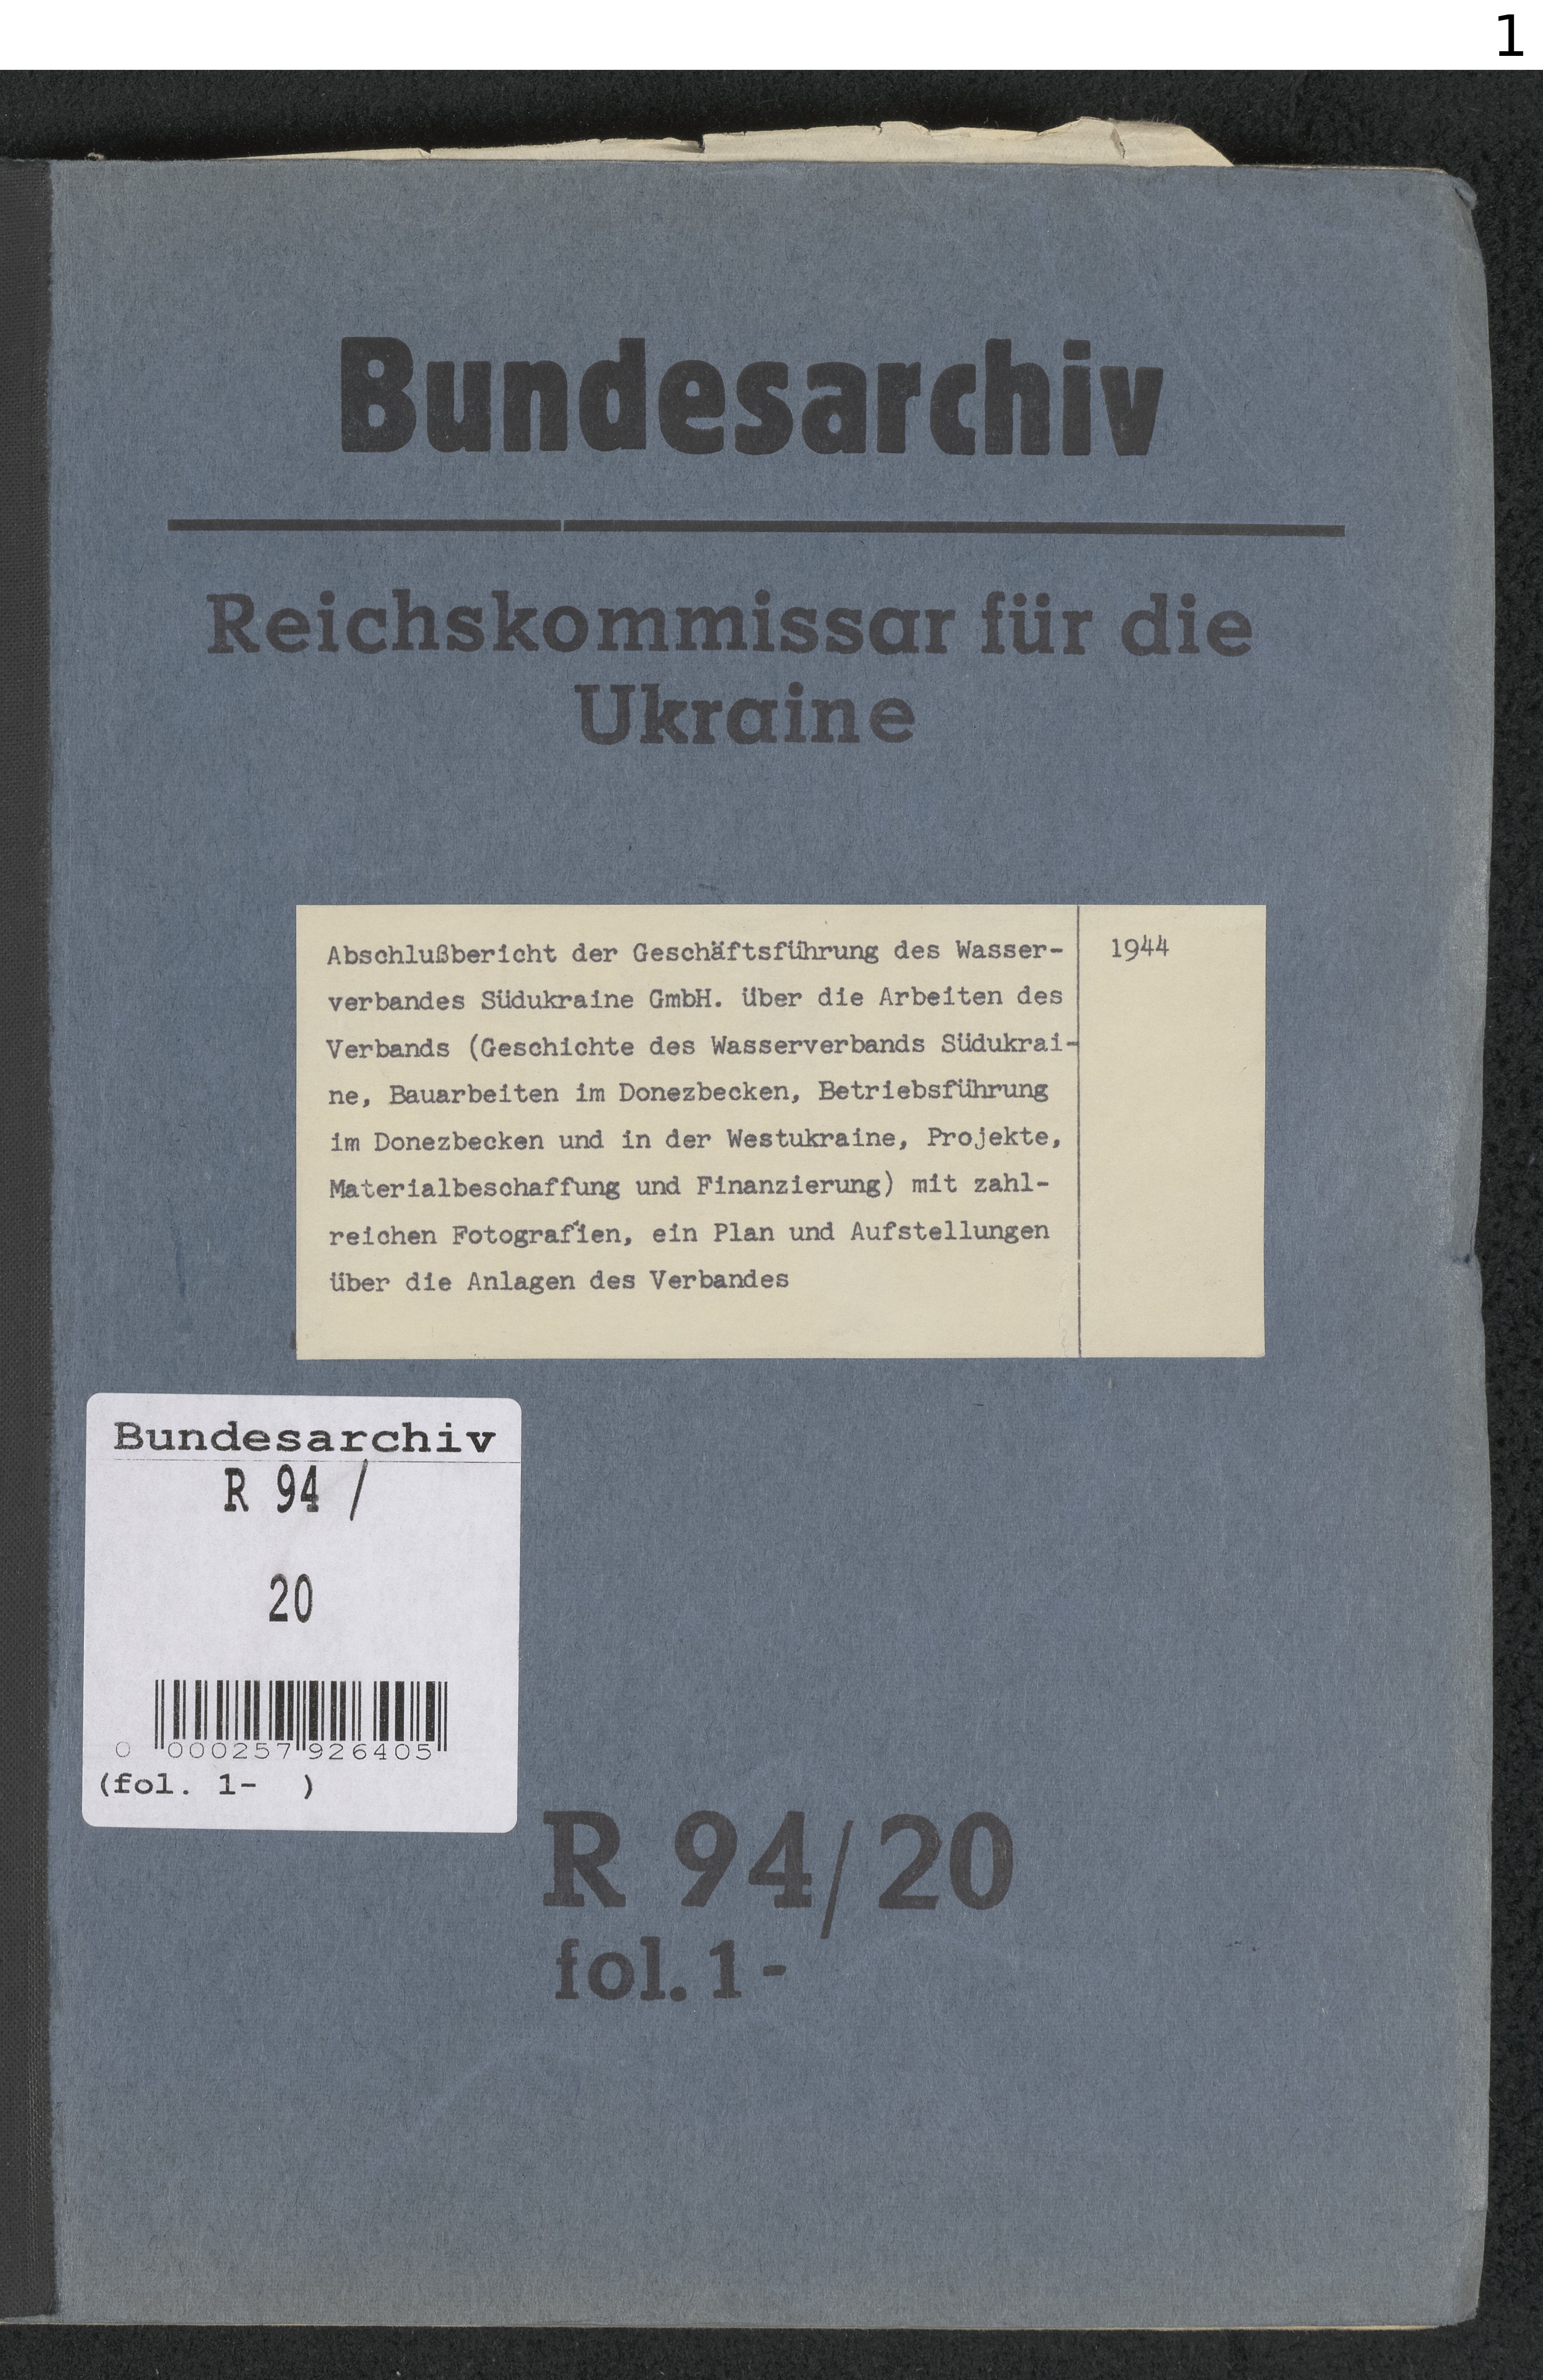 1
Bundesarchiv
Reichskommissar für die
Ukraine
Abschlußbericht der Geschäftsführung des Wasser-
verbandes Südukraine GmbH. über die Arbeiten des
Verbands (Geschichte des Wasserverbands Südukrai-
ne, Bauarbeiten im Donezbecken, Betriebsführung
im Donezbecken und in der Westukraine, Projekte,
Materialbeschaffung und Finanzierung) mit zahl-
reichen Fotografien, ein Plan und Aufstellungen
über die Anlagen des Verbandes
1944
Bundesarchiv
R 94 /
20
0 000257 926405
(fol. 1-  )
R 94/20
fol. 1-